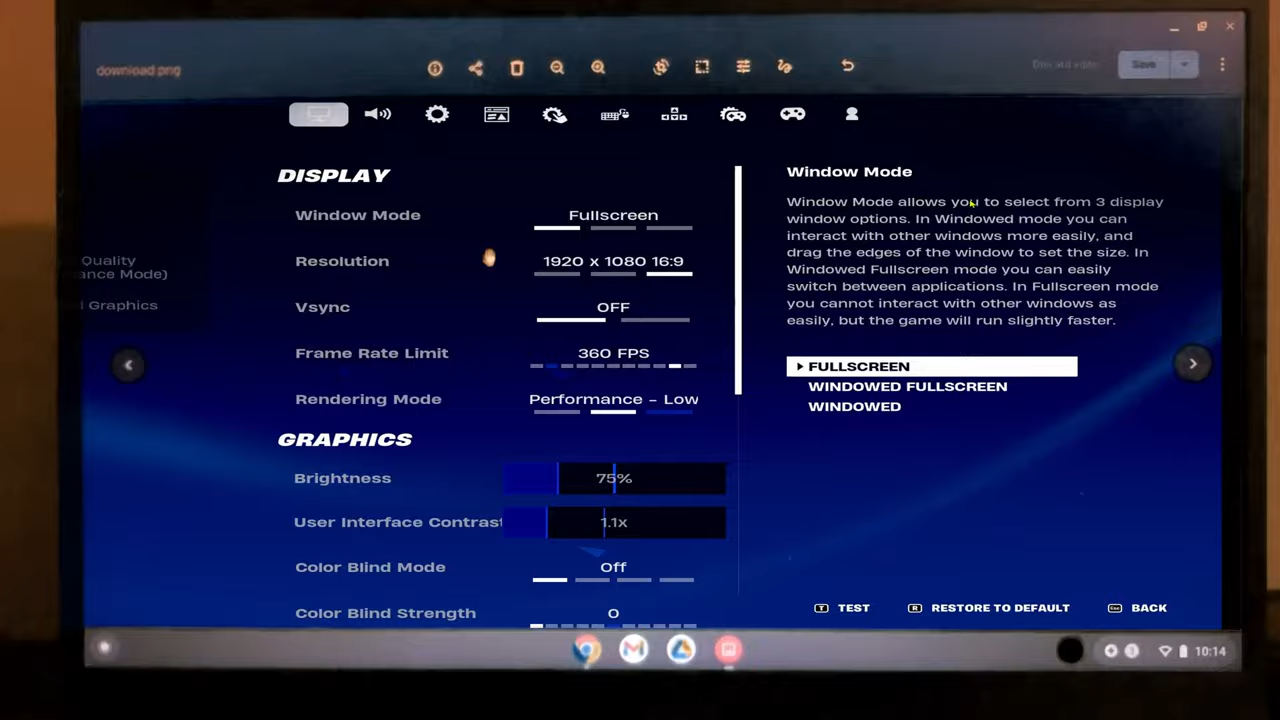 download.png
Save
DISPLAY
Window Mode
Fullscreen
Resolution
1920 x 1080 16:9
Vsync
OFF
Frame Rate Limit
360 FPS
Rendering Mode
Performance - Low
GRAPHICS
Brightness
75%
User Interface Contrast
1.1x
Color Blind Mode
Off
Color Blind Strength
0
Quality
ance Mode)
d Graphics
Window Mode
Window Mode allows you to select from 3 display
window options. In Windowed mode you can
interact with other windows more easily, and
drag the edges of the window to set the size. In
Windowed Fullscreen mode you can easily
switch between applications. In Fullscreen mode
you cannot interact with other windows as
easily, but the game will run slightly faster.
FULLSCREEN
WINDOWED FULLSCREEN
WINDOWED
T TEST
R RESTORE TO DEFAULT
Esc BACK
10:14